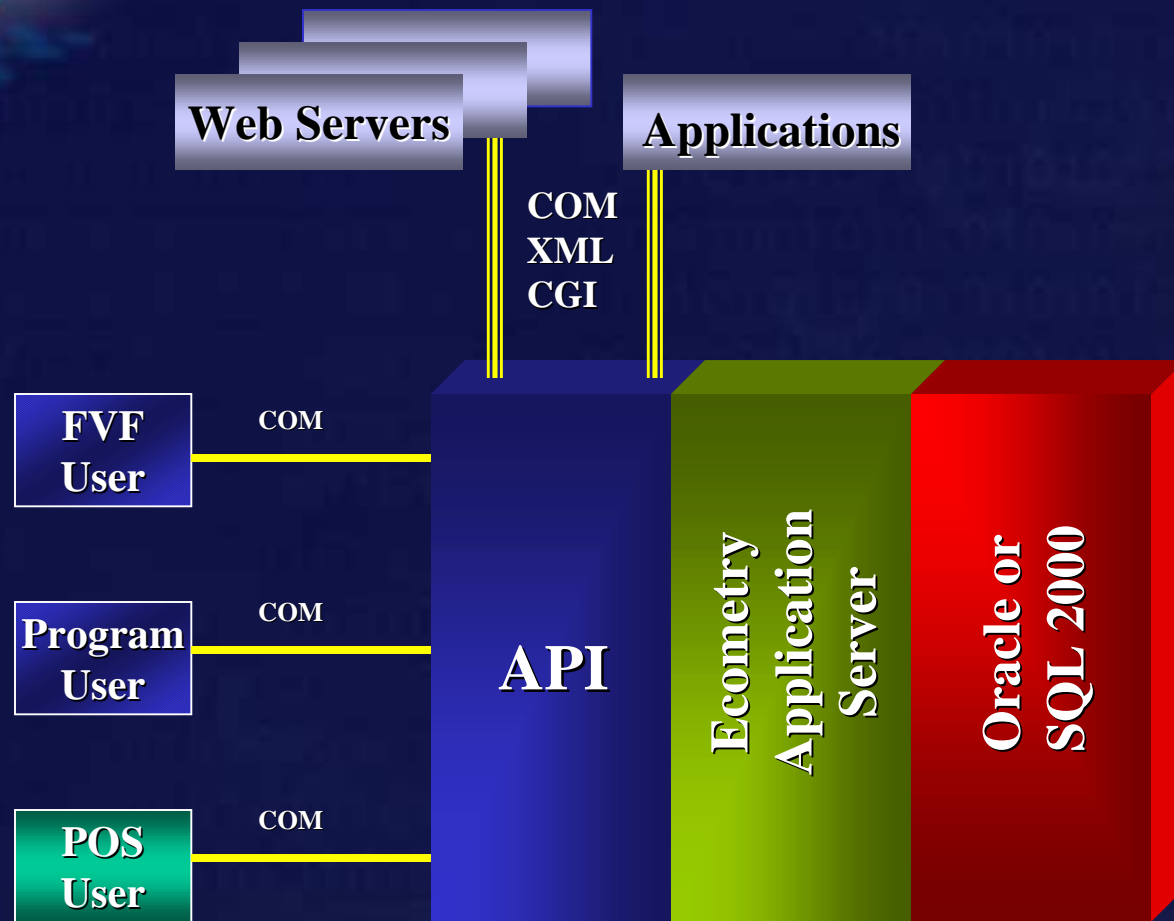 Web Servers
Applications
COM
XML
CGI
FVF
User
COM
Program
User
COM
POS
User
COM
API
Ecometry
Application
Server
Oracle or
SQL 2000